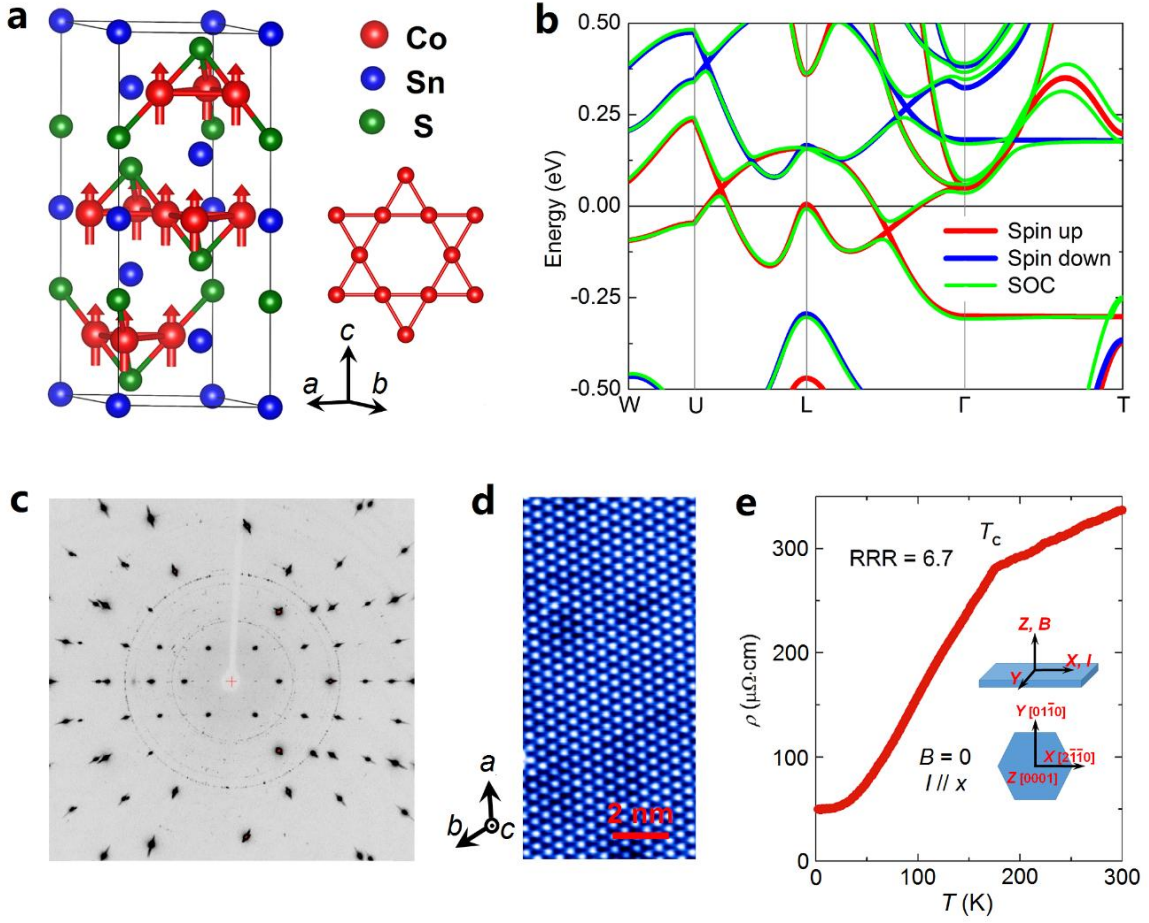 a
Co
Sn
S
c
a
b
b
Energy (eV)
0.50
0.25
0.00
-0.25
-0.50
Spin up
Spin down
SOC
W
U
L
Γ
T
c
d
2 nm
a
b
c
e
ρ (μΩ·cm)
300
200
100
0
RRR = 6.7
T_c
Z, B
X, I
Y
Y [011̄0]
X [21̄1̄0]
Z [0001]
B = 0
I // x
0
100
200
300
T (K)